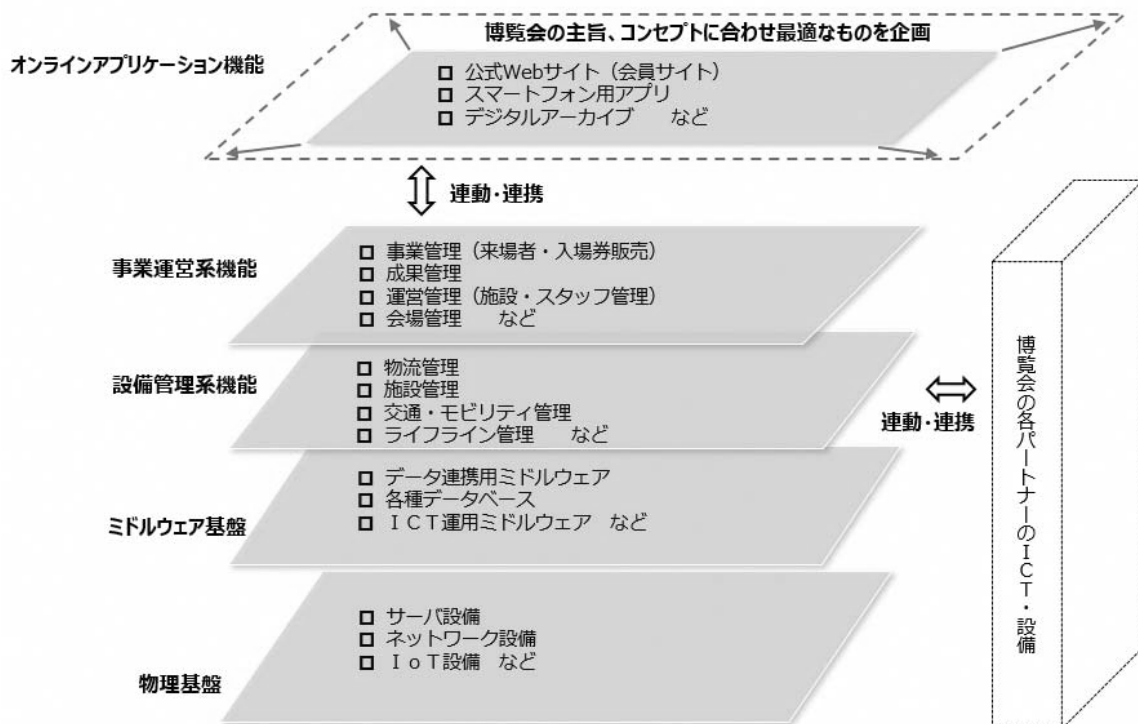 博覧会の主旨、コンセプトに合わせ最適なものを企画
オンラインアプリケーション機能
□ 公式Webサイト（会員サイト）
□ スマートフォン用アプリ
□ デジタルアーカイブ　　など
連動・連携
事業運営系機能
□ 事業管理（来場者・入場券販売）
□ 成果管理
□ 運営管理（施設・スタッフ管理）
□ 会場管理　　など
設備管理系機能
□ 物流管理
□ 施設管理
□ 交通・モビリティ管理
□ ライフライン管理　　など
連動・連携
博覧会の各パートナーのＩＣＴ・設備
ミドルウェア基盤
□ データ連携用ミドルウェア
□ 各種データベース
□ ＩＣＴ運用ミドルウェア　など
物理基盤
□ サーバ設備
□ ネットワーク設備
□ ＩｏＴ設備　など